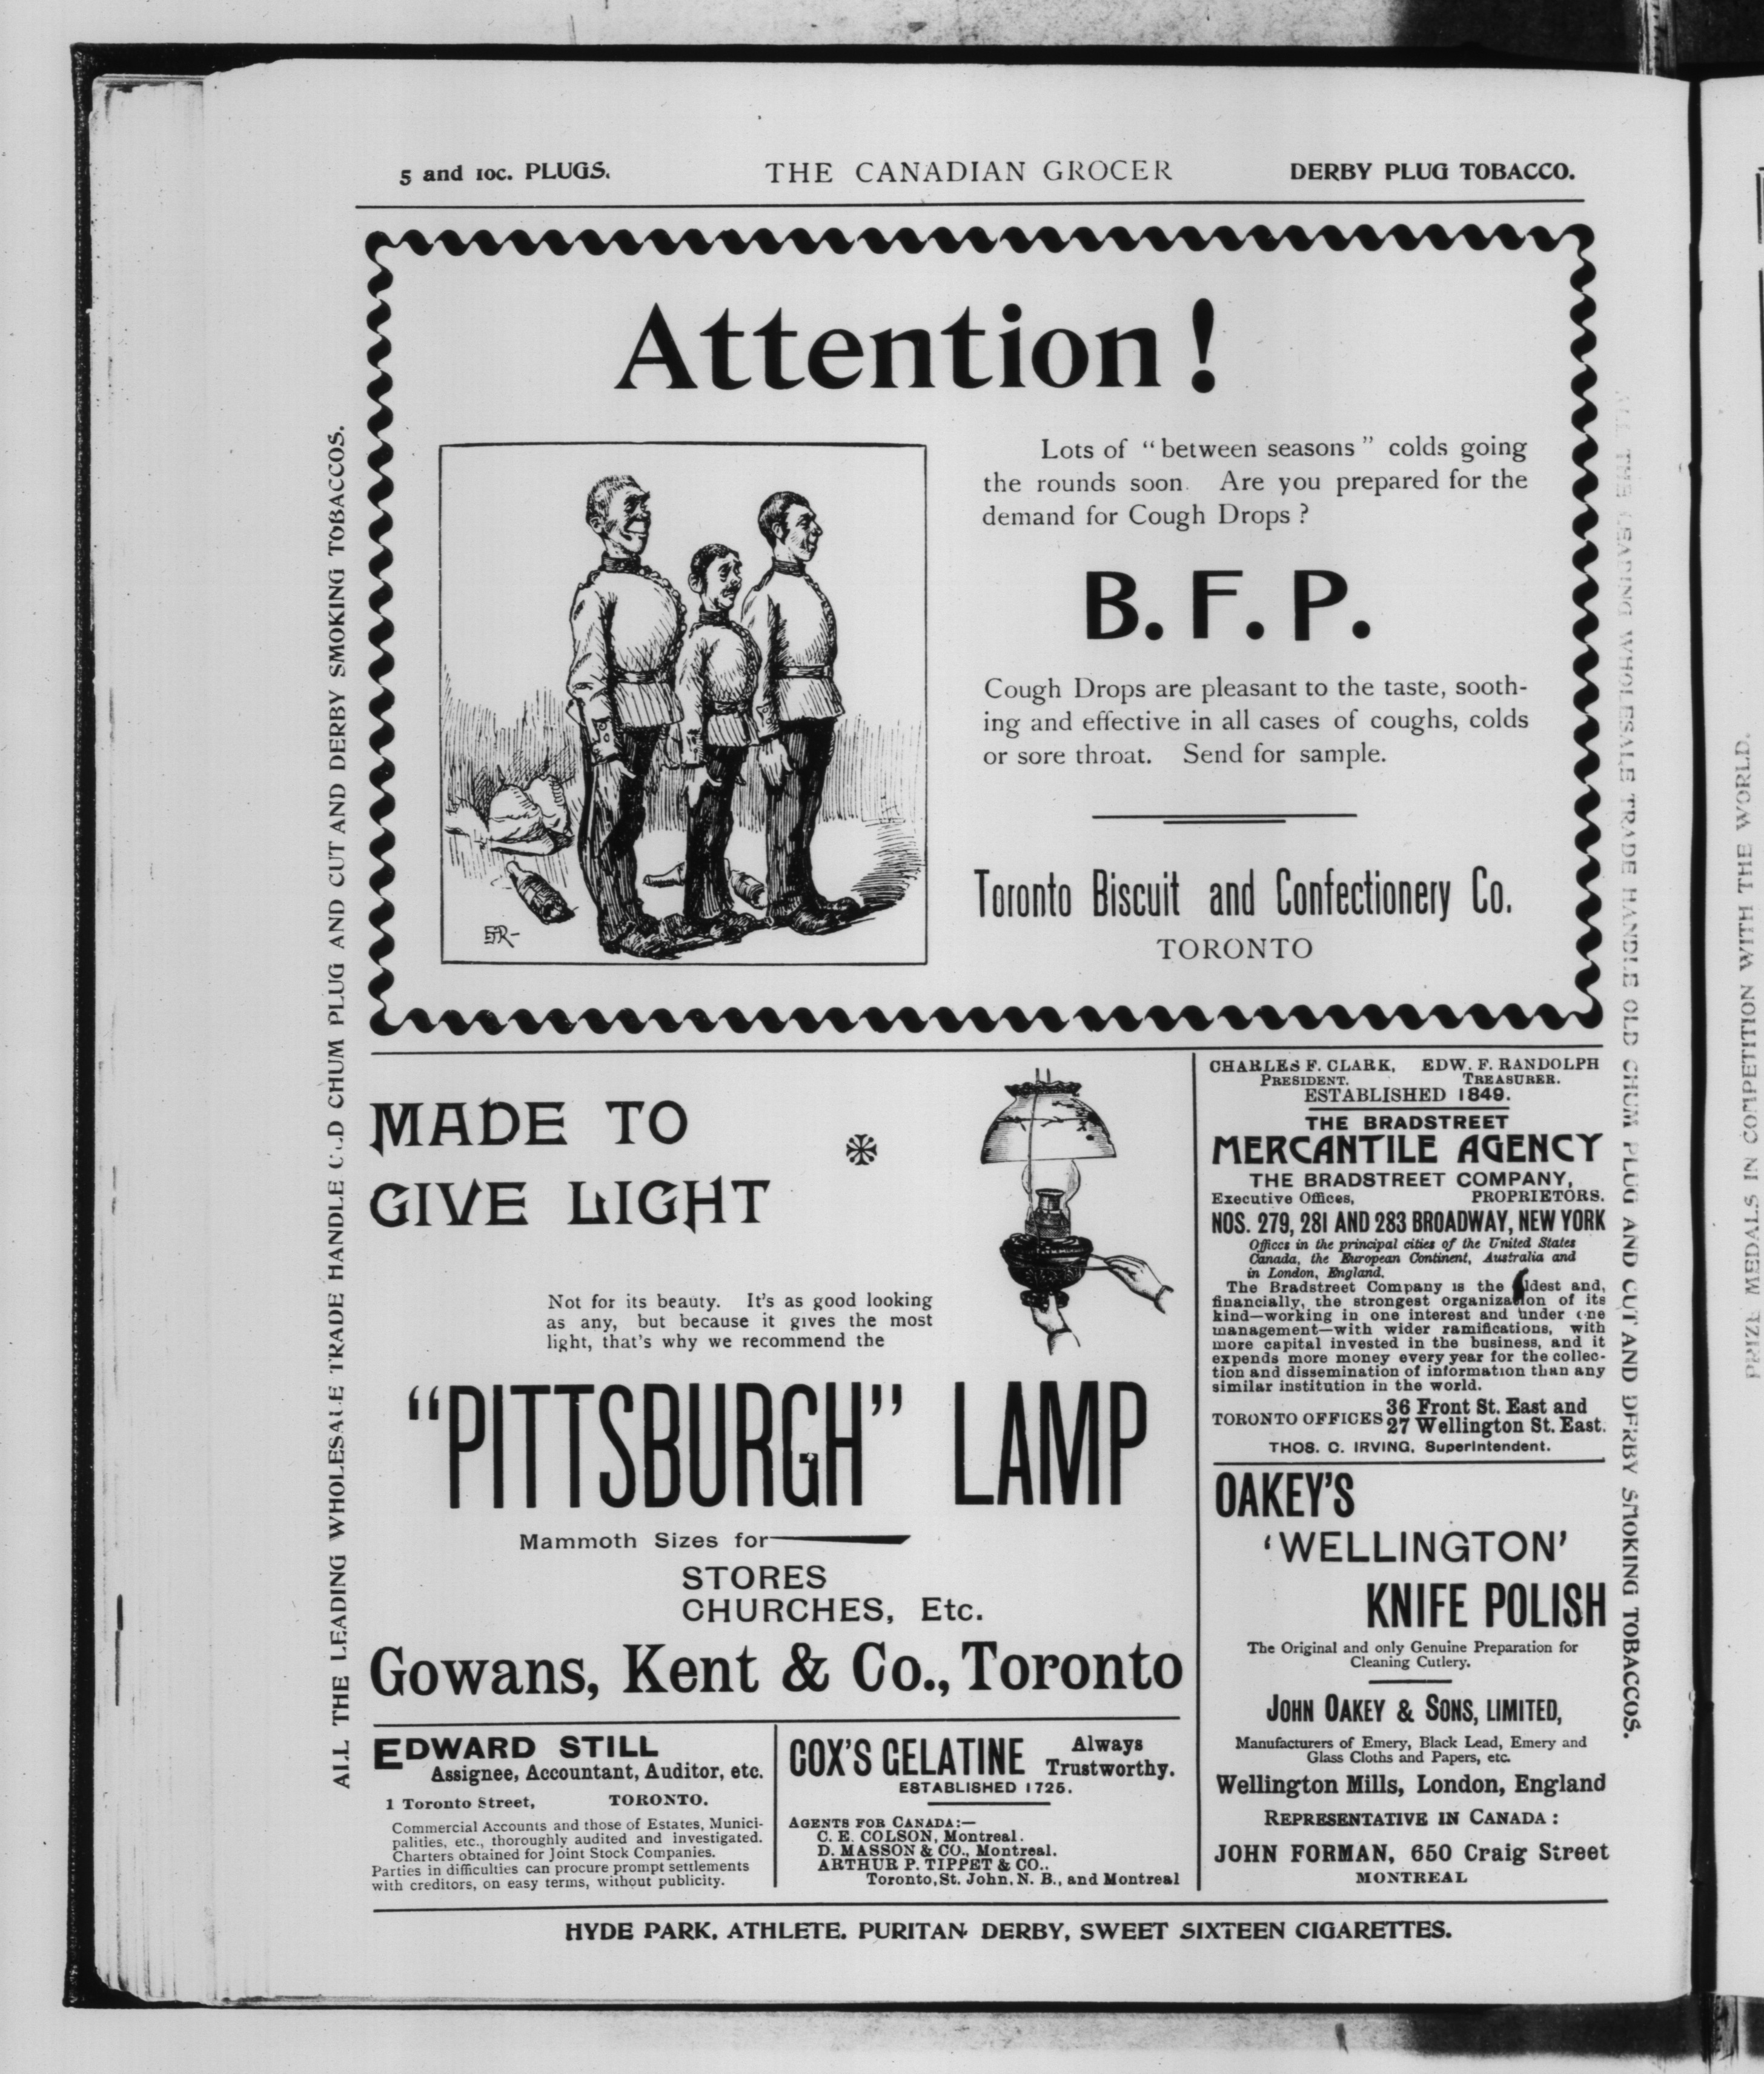 5 and 10c. PLUGS.
THE CANADIAN GROCER
DERBY PLUG TOBACCO.
Attention!
Lots of “between seasons” colds going
the rounds soon. Are you prepared for the
demand for Cough Drops?
B. F. P.
Cough Drops are pleasant to the taste, sooth-
ing and effective in all cases of coughs, colds
or sore throat. Send for sample.
Toronto Biscuit and Confectionery Co.
TORONTO
ALL THE LEADING WHOLESALE TRADE HANDLE OLD CHUM PLUG AND CUT AND DERBY SMOKING TOBACCOS.
MADE TO
GIVE LIGHT
Not for its beauty. It's as good looking
as any, but because it gives the most
light, that's why we recommend the
“PITTSBURGH” LAMP
Mammoth Sizes for
STORES
CHURCHES, Etc.
Gowans, Kent & Co., Toronto
EDWARD STILL
Assignee, Accountant, Auditor, etc.
1 Toronto Street, TORONTO.
Commercial Accounts and those of Estates, Munici-
palities, etc., thoroughly audited and investigated.
Charters obtained for Joint Stock Companies.
Parties in difficulties can procure prompt settlements
with creditors, on easy terms, without publicity.
COX'S GELATINE
Always
Trustworthy.
ESTABLISHED 1725.
AGENTS FOR CANADA:—
C. E. COLSON, Montreal.
D. MASSON & CO., Montreal.
ARTHUR P. TIPPET & CO.,
Toronto, St. John, N. B., and Montreal
CHARLES F. CLARK, EDW. F. RANDOLPH
PRESIDENT. TREASURER.
ESTABLISHED 1849.
THE BRADSTREET
MERCANTILE AGENCY
THE BRADSTREET COMPANY,
Executive Offices, PROPRIETORS.
NOS. 279, 281 AND 283 BROADWAY, NEW YORK
Offices in the principal cities of the United States
Canada, the European Continent, Australia and
in London, England.
The Bradstreet Company is the oldest and,
financially, the strongest organization of its
kind—working in one interest and under one
management—with wider ramifications, with
more capital invested in the business, and it
expends more money every year for the collec-
tion and dissemination of information than any
similar institution in the world.
TORONTO OFFICES 36 Front St. East and
27 Wellington St. East.
THOS. C. IRVING, Superintendent.
OAKEY'S
‘WELLINGTON’
KNIFE POLISH
The Original and only Genuine Preparation for
Cleaning Cutlery.
JOHN OAKEY & SONS, LIMITED,
Manufacturers of Emery, Black Lead, Emery and
Glass Cloths and Papers, etc.
Wellington Mills, London, England
REPRESENTATIVE IN CANADA:
JOHN FORMAN, 650 Craig Street
MONTREAL
ALL THE LEADING WHOLESALE TRADE HANDLE OLD CHUM PLUG AND CUT AND DERBY SMOKING TOBACCOS.
HYDE PARK, ATHLETE, PURITAN, DERBY, SWEET SIXTEEN CIGARETTES.
PRIZE MEDALS IN COMPETITION WITH THE WORLD.